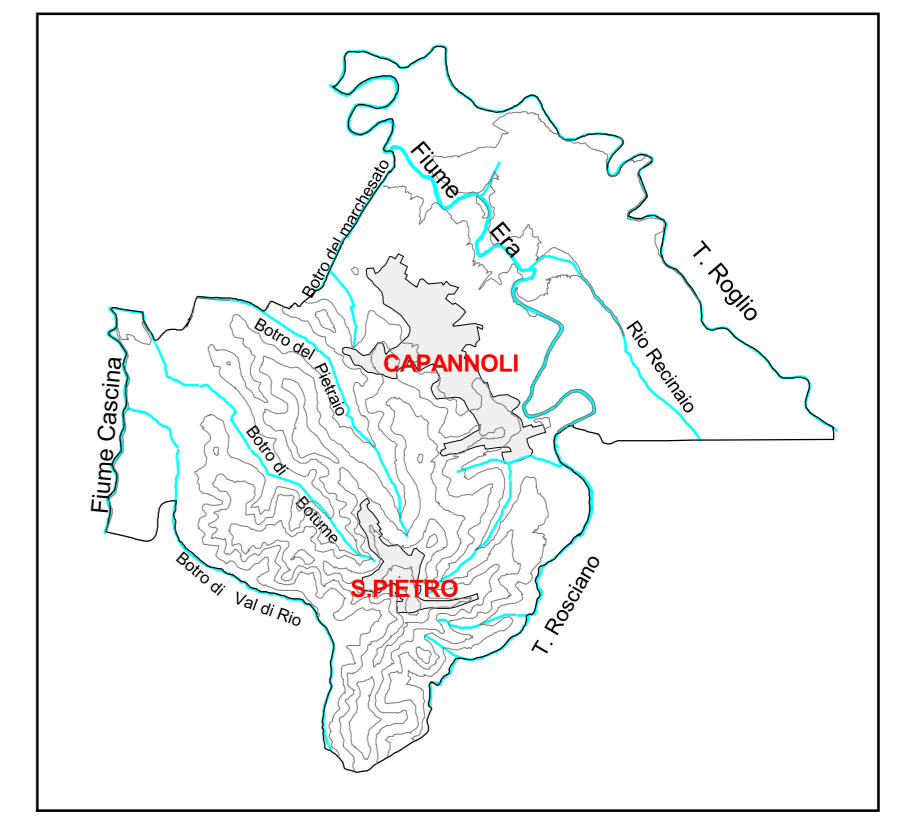 Fiume Era
T. Roglio
Botro del marchesato
Rio Recinaio
Botro del Pietraio
CAPANNOLI
Fiume Cascina
Botro di Botume
S.PIETRO
Botro di Val di Rio
T. Rosciano